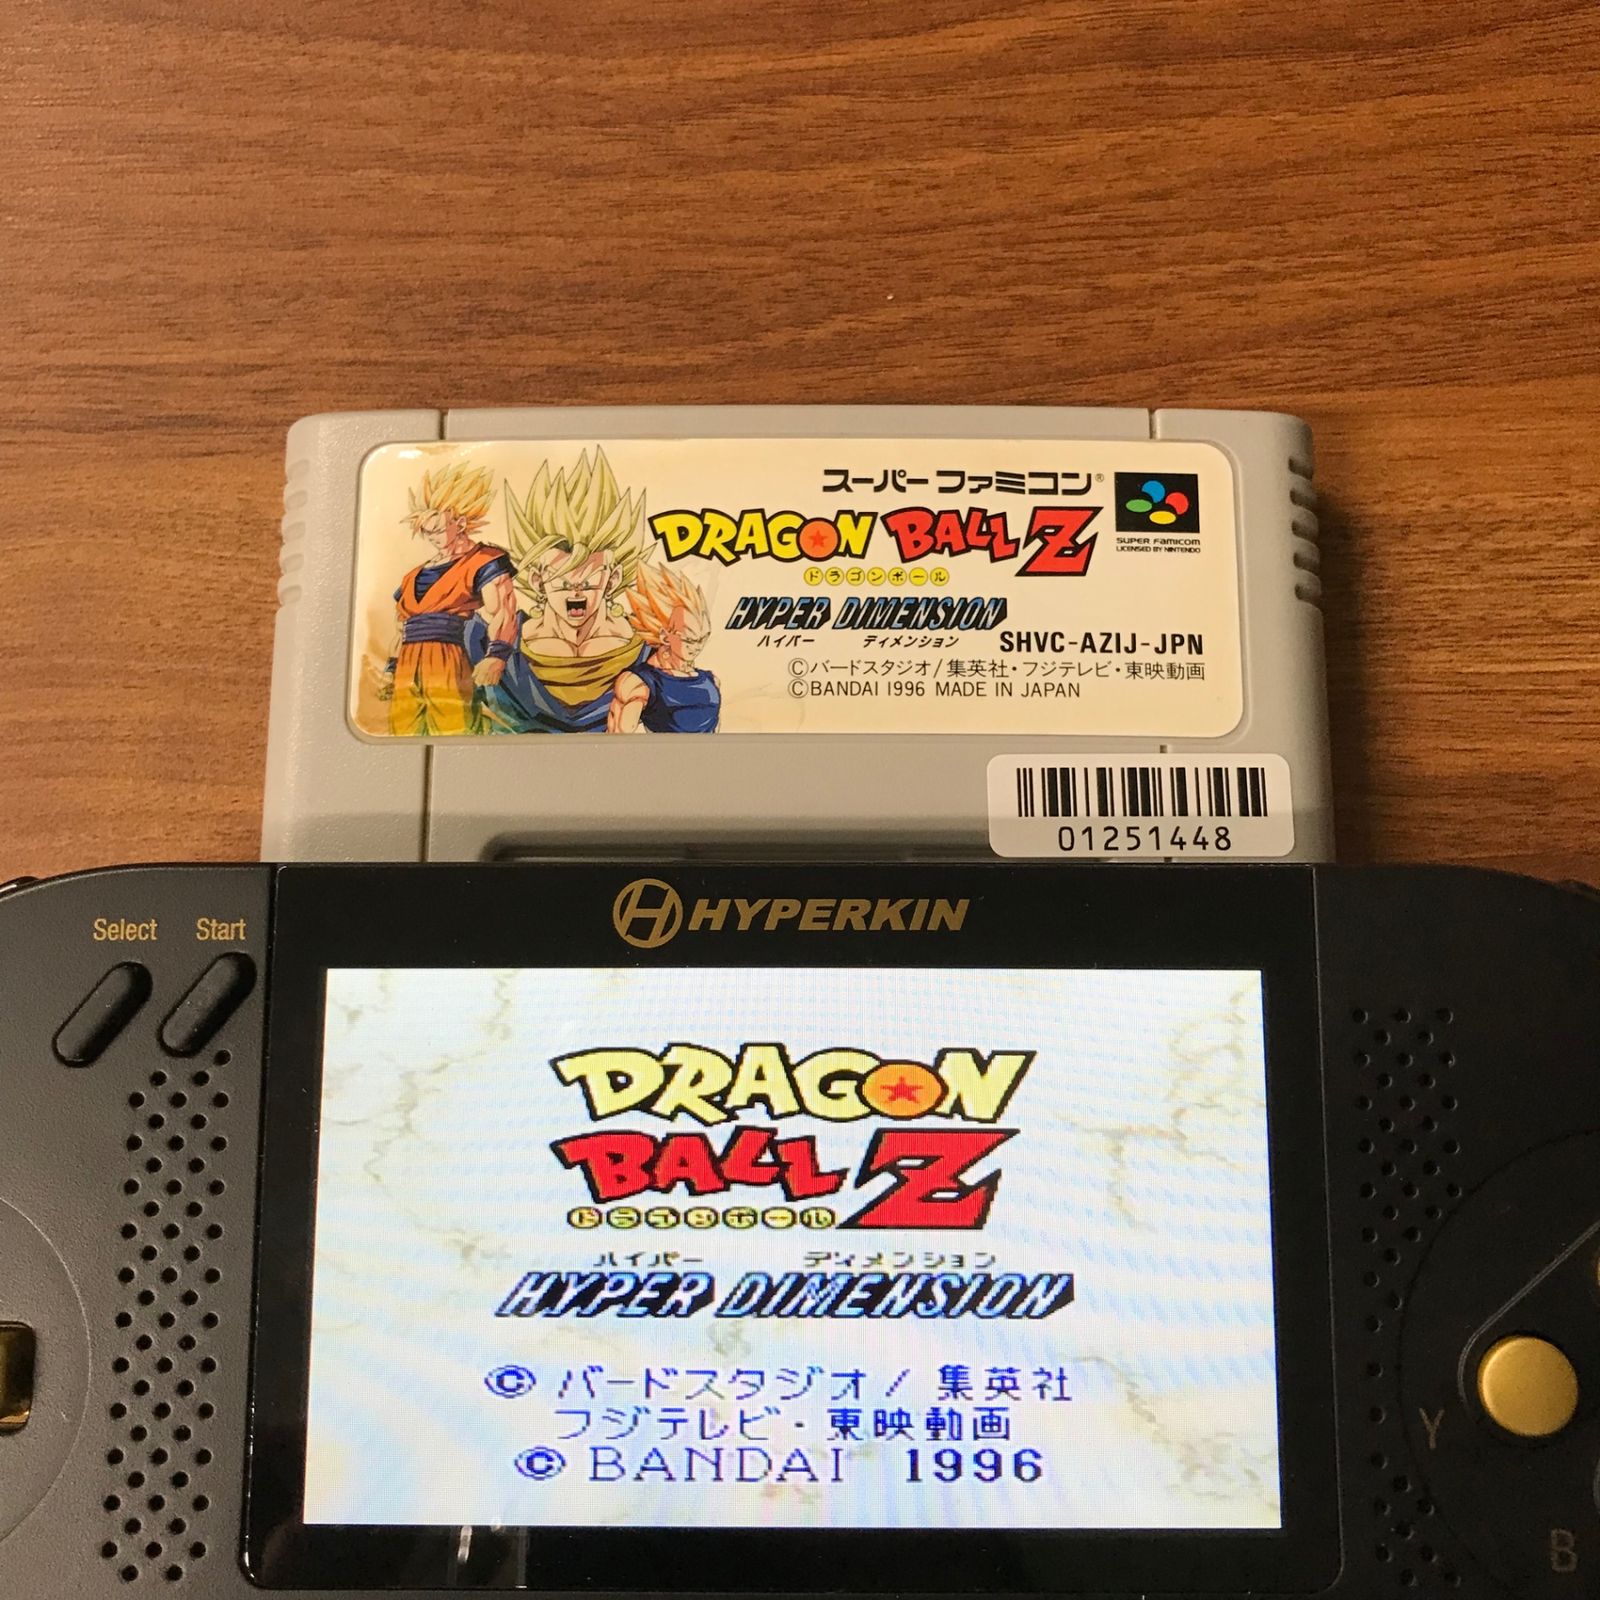 スーパーファミコン®
DRAGON BALL Z
ドラゴンボール
SUPER FAMICOM
LICENSED BY NINTENDO
HYPER DIMENSION
ハイパー ディメンション
SHVC-AZIJ-JPN
©バードスタジオ/集英社・フジテレビ・東映動画
©BANDAI 1996 MADE IN JAPAN
01251448
HYPERKIN
Select Start
DRAGON
BALL Z
ドラゴンボール
ハイパー ディメンション
HYPER DIMENSION
©バードスタジオ/集英社
フジテレビ・東映動画
©BANDAI 1996
Y
B